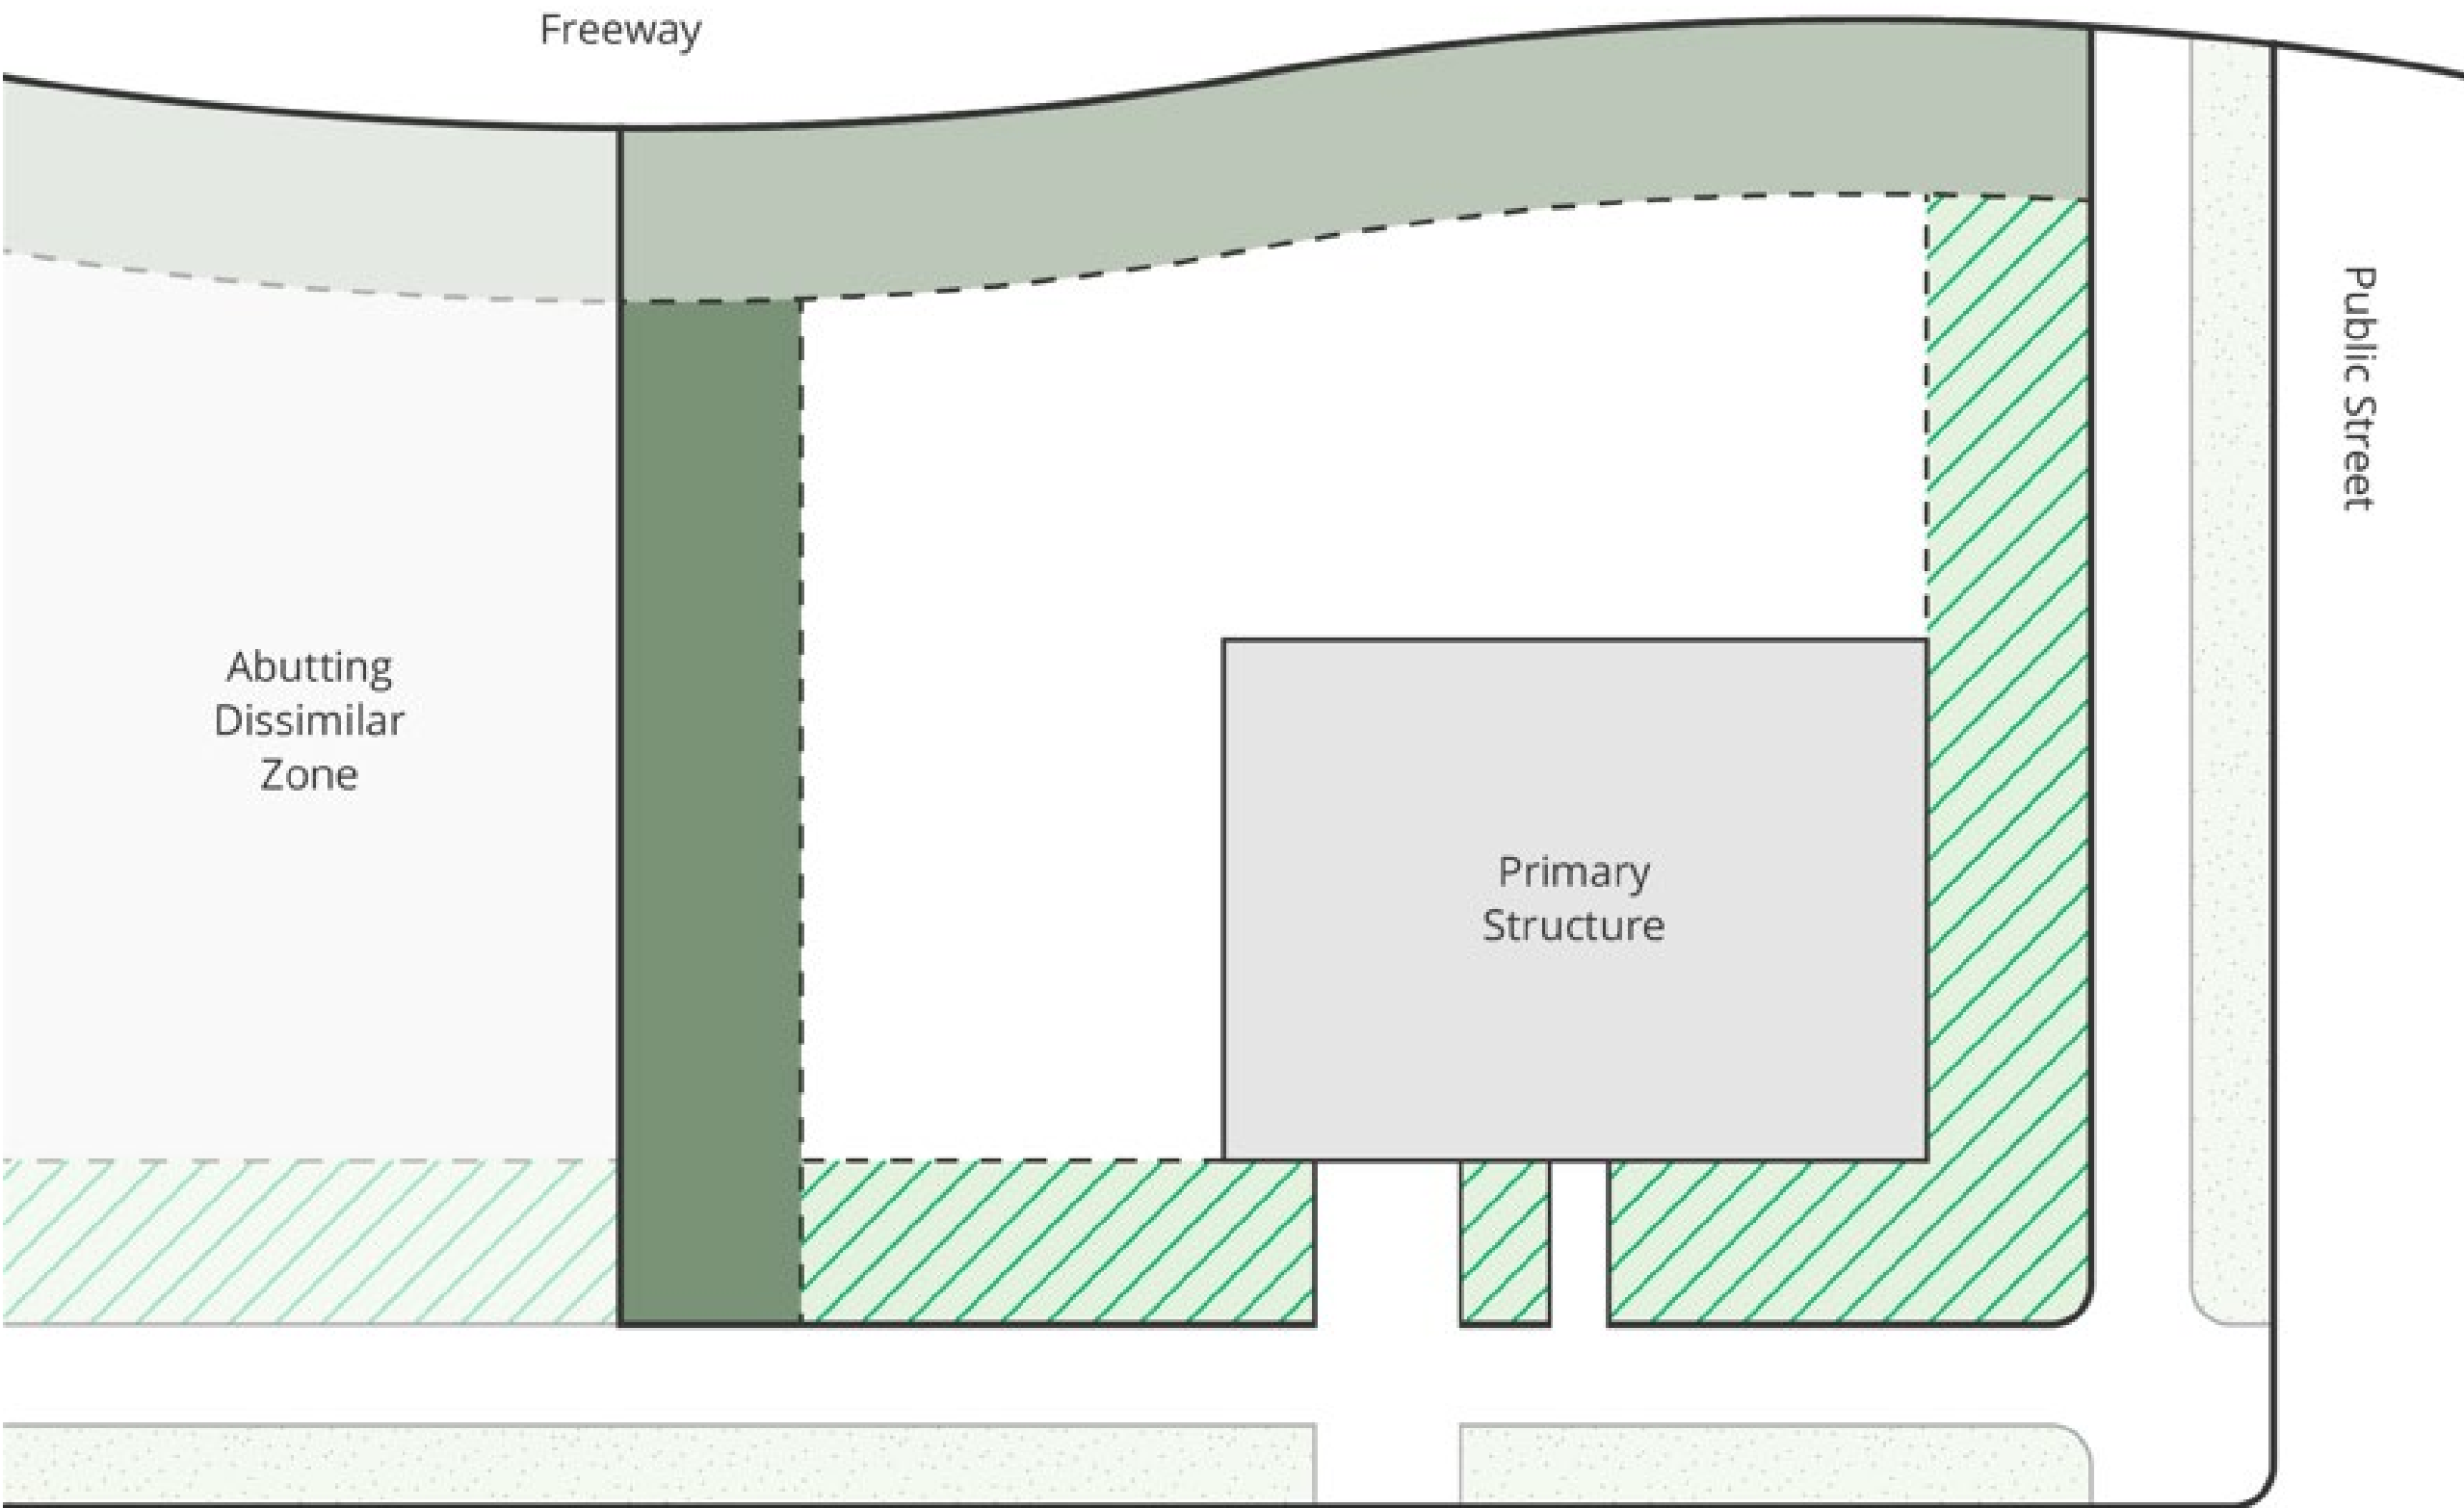 Freeway
Public Street
Abutting
Dissimilar
Zone
Primary
Structure